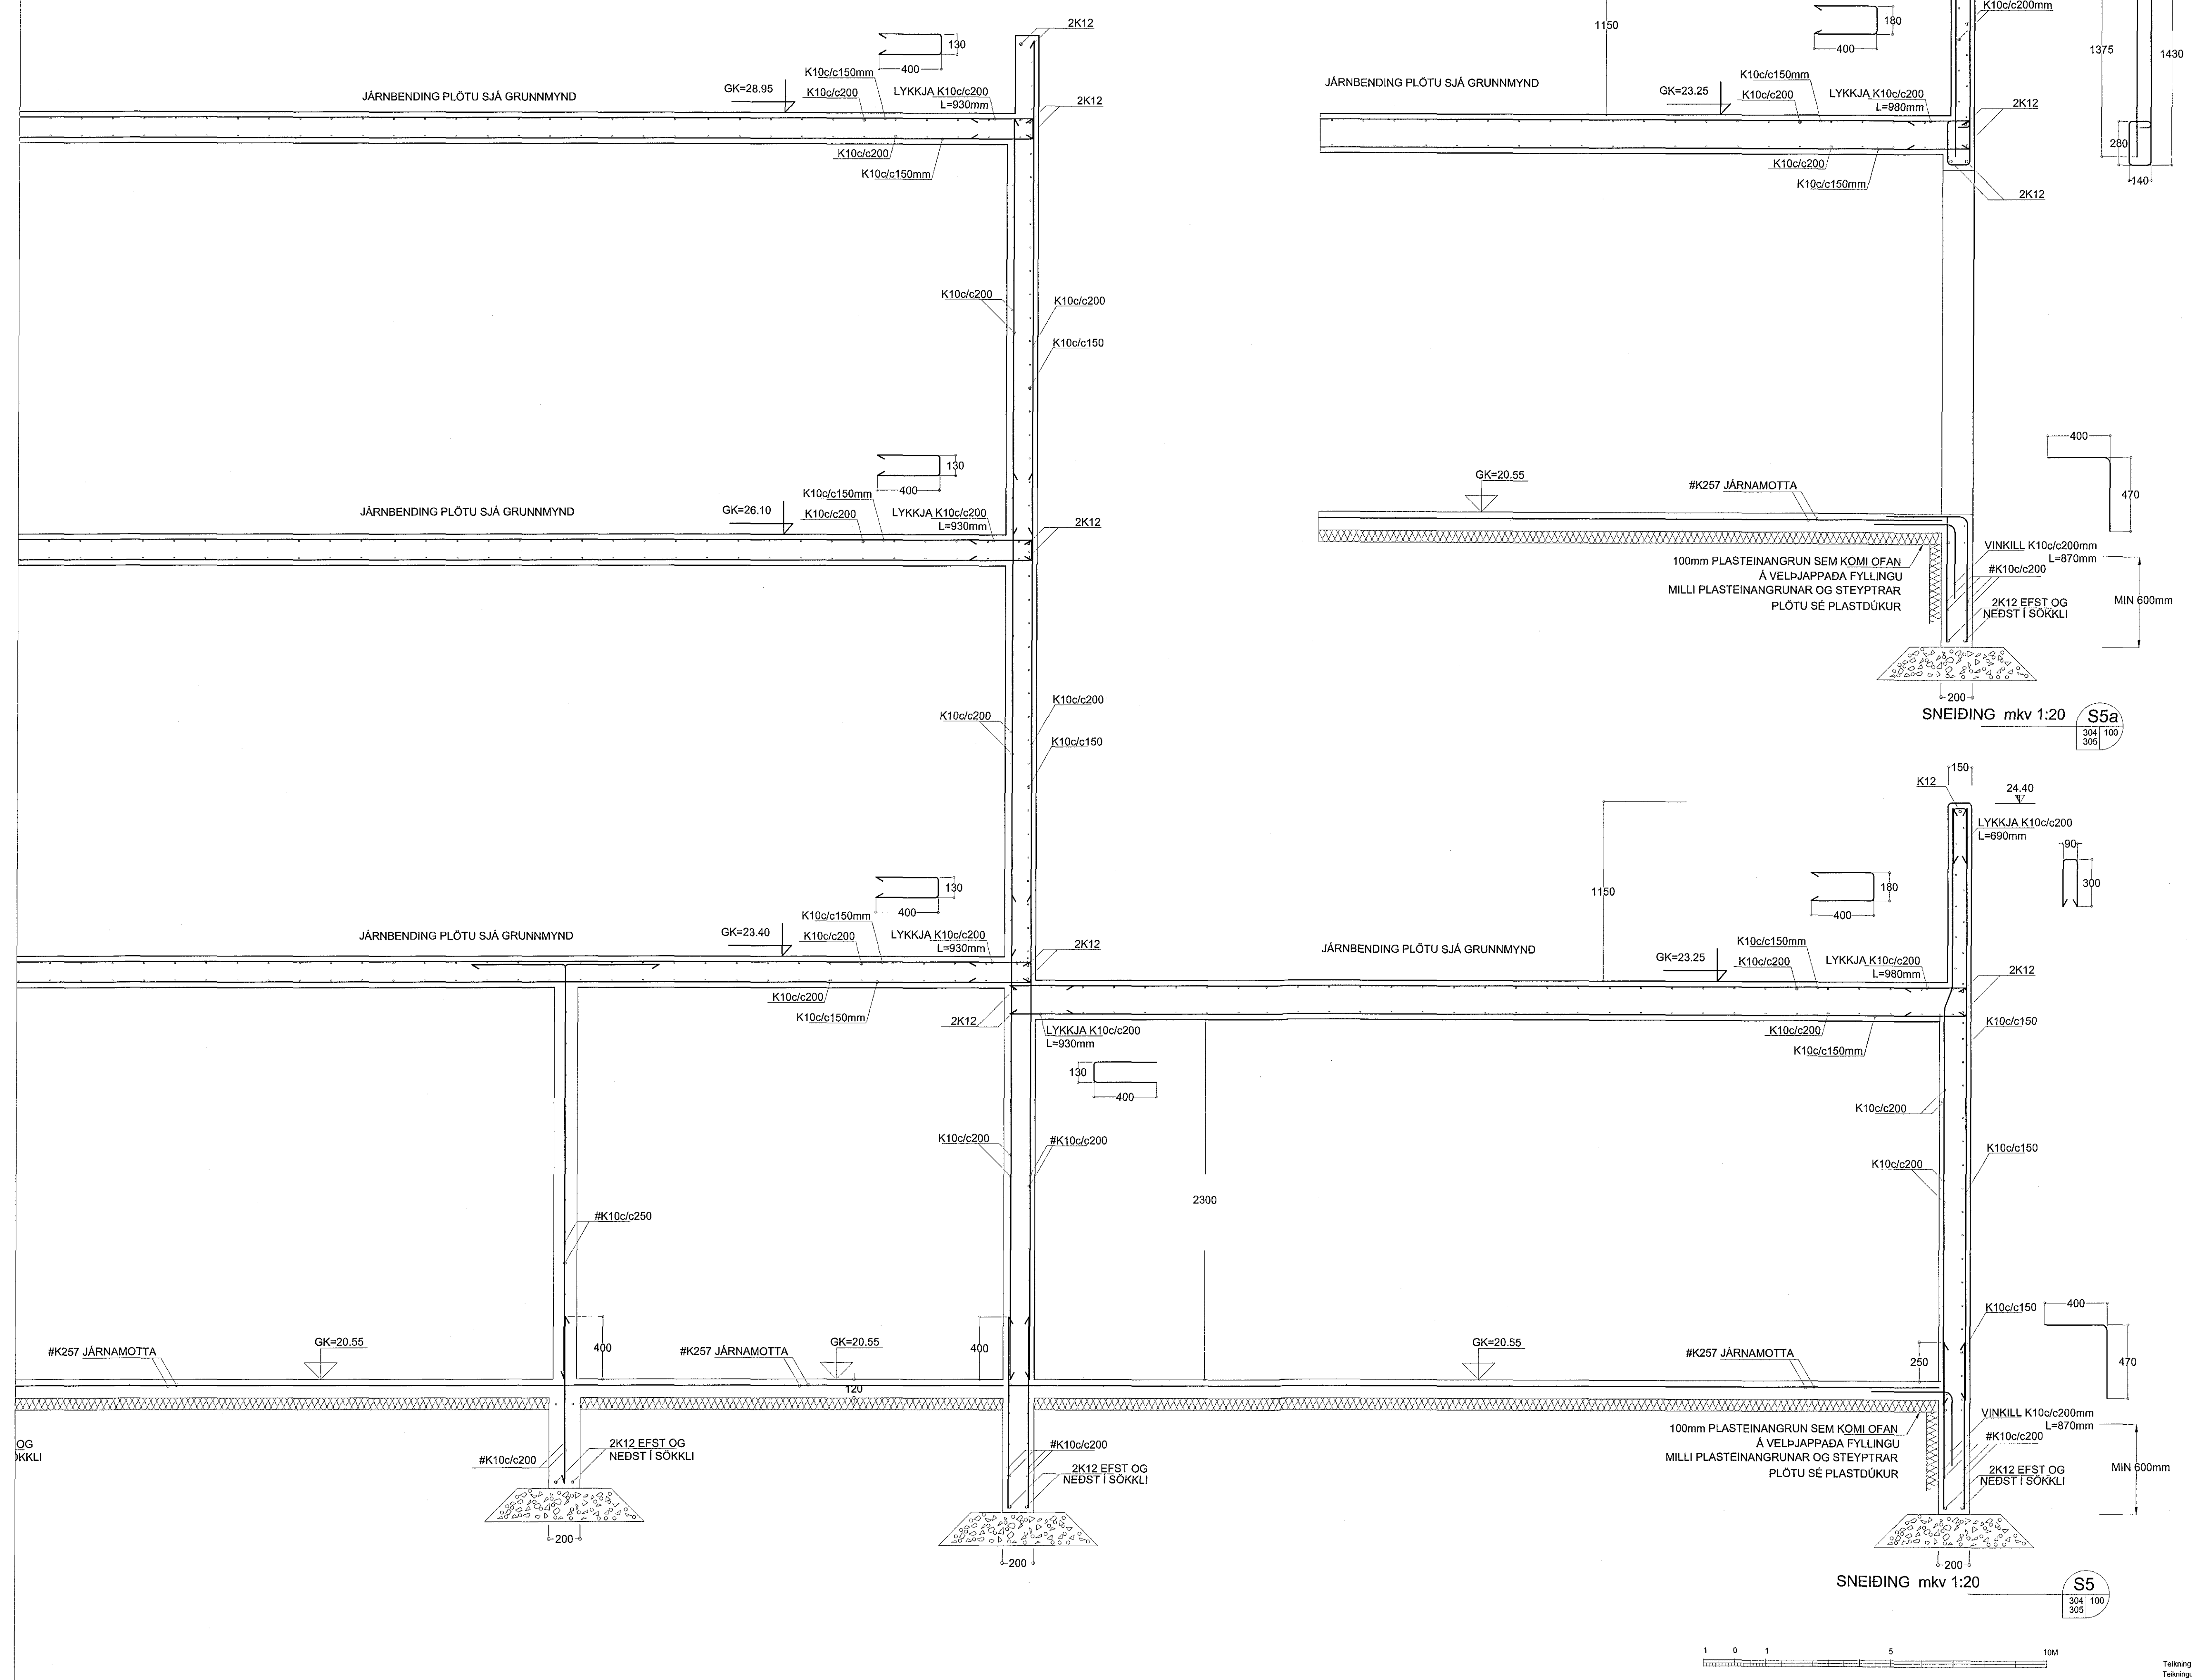 2K12
130
400
K10c/c150mm
GK=28.95
K10c/c200
LYKKJA K10c/c200
L=930mm
JÁRNBENDING PLÖTU SJÁ GRUNNMYND
2K12
K10c/c200
K10c/c150mm
K10c/c200
K10c/c200
K10c/c150
130
400
K10c/c150mm
GK=26.10
K10c/c200
LYKKJA K10c/c200
L=930mm
JÁRNBENDING PLÖTU SJÁ GRUNNMYND
2K12
K10c/c200
K10c/c200
K10c/c150
130
400
K10c/c150mm
GK=23.40
K10c/c200
LYKKJA K10c/c200
L=930mm
JÁRNBENDING PLÖTU SJÁ GRUNNMYND
2K12
K10c/c200
K10c/c150mm
2K12
LYKKJA K10c/c200
L=930mm
130
400
K10c/c200
#K10c/c200
2300
#K10c/c250
400
400
GK=20.55
#K257 JÁRNAMOTTA
GK=20.55
#K257 JÁRNAMOTTA
120
OG
2K12 EFST OG
NEÐST Í SÖKKLI
#K10c/c200
200
#K10c/c200
2K12 EFST OG
NEÐST Í SÖKKLI
200
1150
180
400
K10c/c200mm
1375
1430
JÁRNBENDING PLÖTU SJÁ GRUNNMYND
GK=23.25
K10c/c150mm
K10c/c200
LYKKJA K10c/c200
L=980mm
2K12
K10c/c200
K10c/c150mm
2K12
280
140
400
470
GK=20.55
#K257 JÁRNAMOTTA
100mm PLASTEINANGRUN SEM KOMI OFAN
Á VELÞJAPPAÐA FYLLINGU
MILLI PLASTEINANGRUNAR OG STEYPTRAR
PLÖTU SÉ PLASTDÚKUR
VINKILL K10c/c200mm
L=870mm
#K10c/c200
2K12 EFST OG
NEÐST Í SÖKKLI
MIN 600mm
200
SNEIÐING mkv 1:20
S5a
304
305
100
150
K12
24.40
LYKKJA K10c/c200
L=690mm
90
300
1150
180
400
JÁRNBENDING PLÖTU SJÁ GRUNNMYND
GK=23.25
K10c/c150mm
K10c/c200
LYKKJA K10c/c200
L=980mm
2K12
K10c/c200
K10c/c150mm
K10c/c150
K10c/c200
K10c/c200
K10c/c150
K10c/c150
400
470
250
GK=20.55
#K257 JÁRNAMOTTA
100mm PLASTEINANGRUN SEM KOMI OFAN
Á VELÞJAPPAÐA FYLLINGU
MILLI PLASTEINANGRUNAR OG STEYPTRAR
PLÖTU SÉ PLASTDÚKUR
VINKILL K10c/c200mm
L=870mm
#K10c/c200
2K12 EFST OG
NEÐST Í SÖKKLI
MIN 600mm
200
SNEIÐING mkv 1:20
S5
304
305
100
1 0 1 5 10M